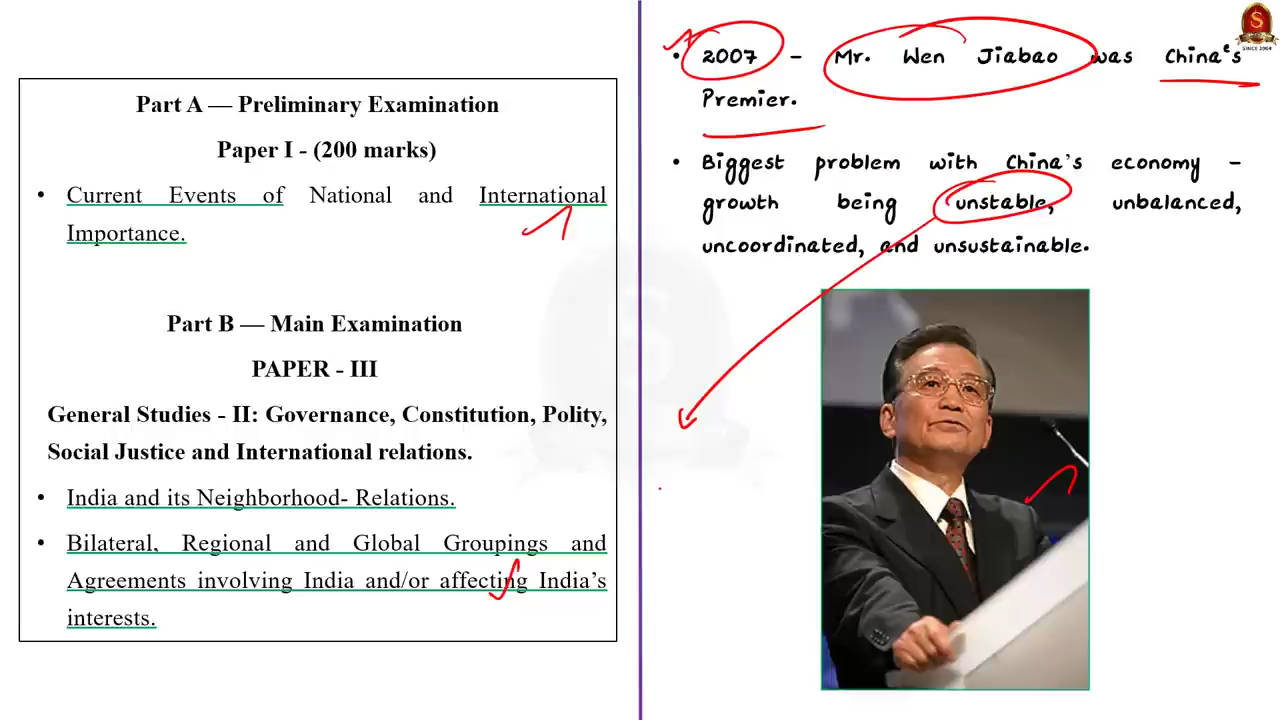 Part A — Preliminary Examination
Paper I - (200 marks)
• Current Events of National and International
Importance.
Part B — Main Examination
PAPER - III
General Studies - II: Governance, Constitution, Polity,
Social Justice and International relations.
• India and its Neighborhood- Relations.
• Bilateral, Regional and Global Groupings and
Agreements involving India and/or affecting India's
interests.
• 2007 - Mr. Wen Jiabao was China's
Premier.
• Biggest problem with China's economy -
growth being unstable, unbalanced,
uncoordinated, and unsustainable.
S
SINCE 2004